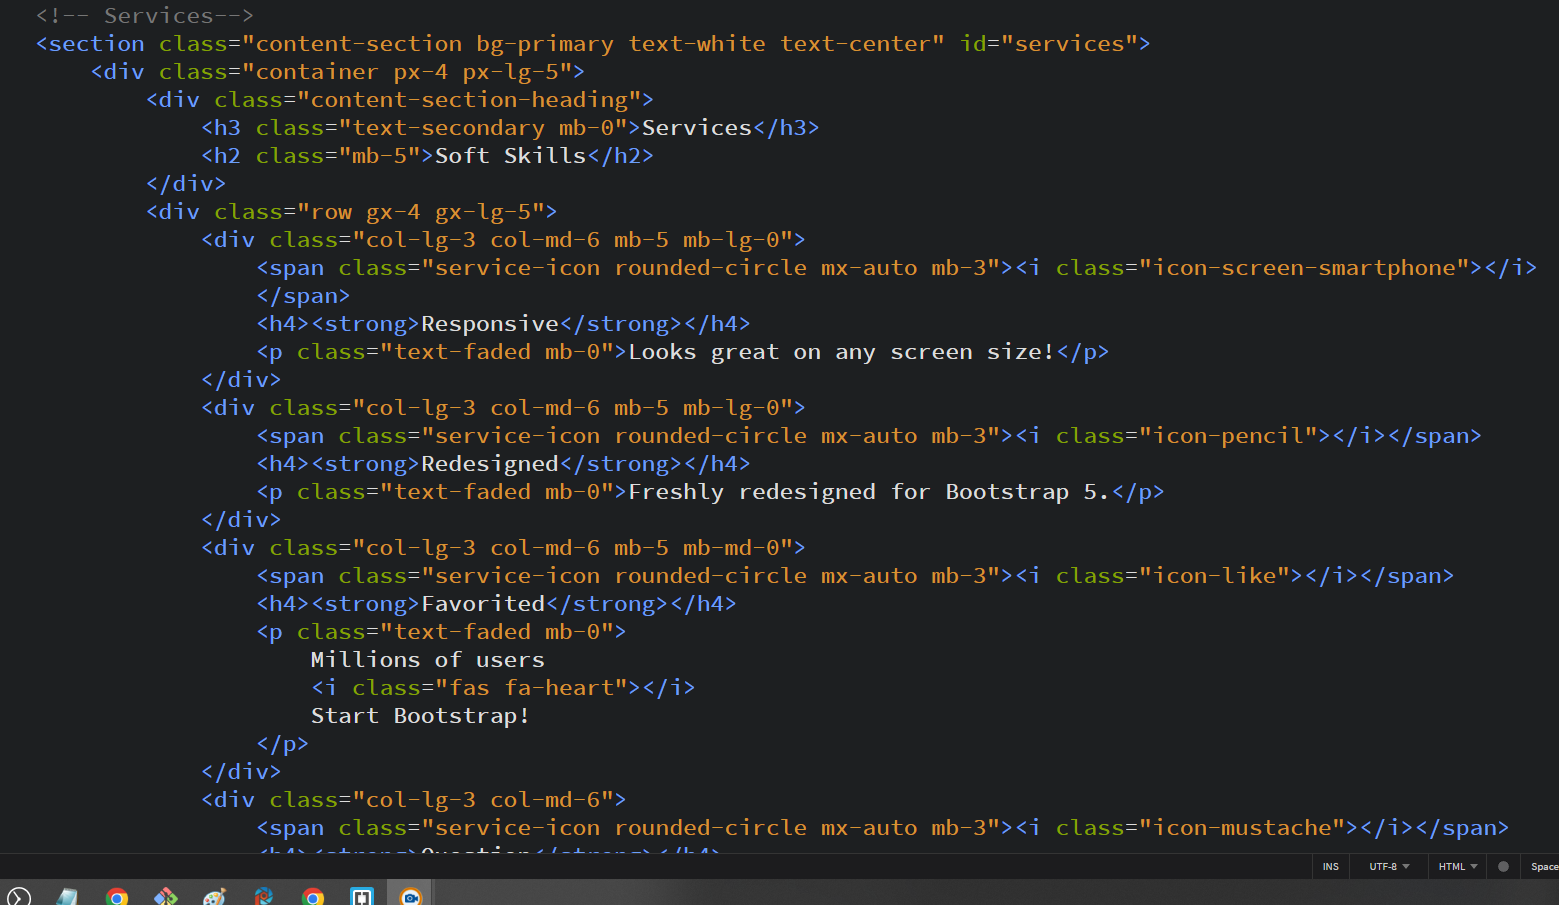 <!-- Services-->
<section class="content-section bg-primary text-white text-center" id="services">
<div class="container px-4 px-lg-5">
<div class="content-section-heading">
<h3 class="text-secondary mb-0">Services</h3>
<h2 class="mb-5">Soft Skills</h2>
</div>
<div class="row gx-4 gx-lg-5">
<div class="col-lg-3 col-md-6 mb-5 mb-lg-0">
<span class="service-icon rounded-circle mx-auto mb-3"><i class="icon-screen-smartphone"></i>
</span>
<h4><strong>Responsive</strong></h4>
<p class="text-faded mb-0">Looks great on any screen size!</p>
</div>
<div class="col-lg-3 col-md-6 mb-5 mb-lg-0">
<span class="service-icon rounded-circle mx-auto mb-3"><i class="icon-pencil"></i></span>
<h4><strong>Redesigned</strong></h4>
<p class="text-faded mb-0">Freshly redesigned for Bootstrap 5.</p>
</div>
<div class="col-lg-3 col-md-6 mb-5 mb-md-0">
<span class="service-icon rounded-circle mx-auto mb-3"><i class="icon-like"></i></span>
<h4><strong>Favorited</strong></h4>
<p class="text-faded mb-0">
Millions of users
<i class="fas fa-heart"></i>
Start Bootstrap!
</p>
</div>
<div class="col-lg-3 col-md-6">
<span class="service-icon rounded-circle mx-auto mb-3"><i class="icon-mustache"></i></span>
<h4><strong>Question</strong></h4>
INS UTF-8 HTML Space